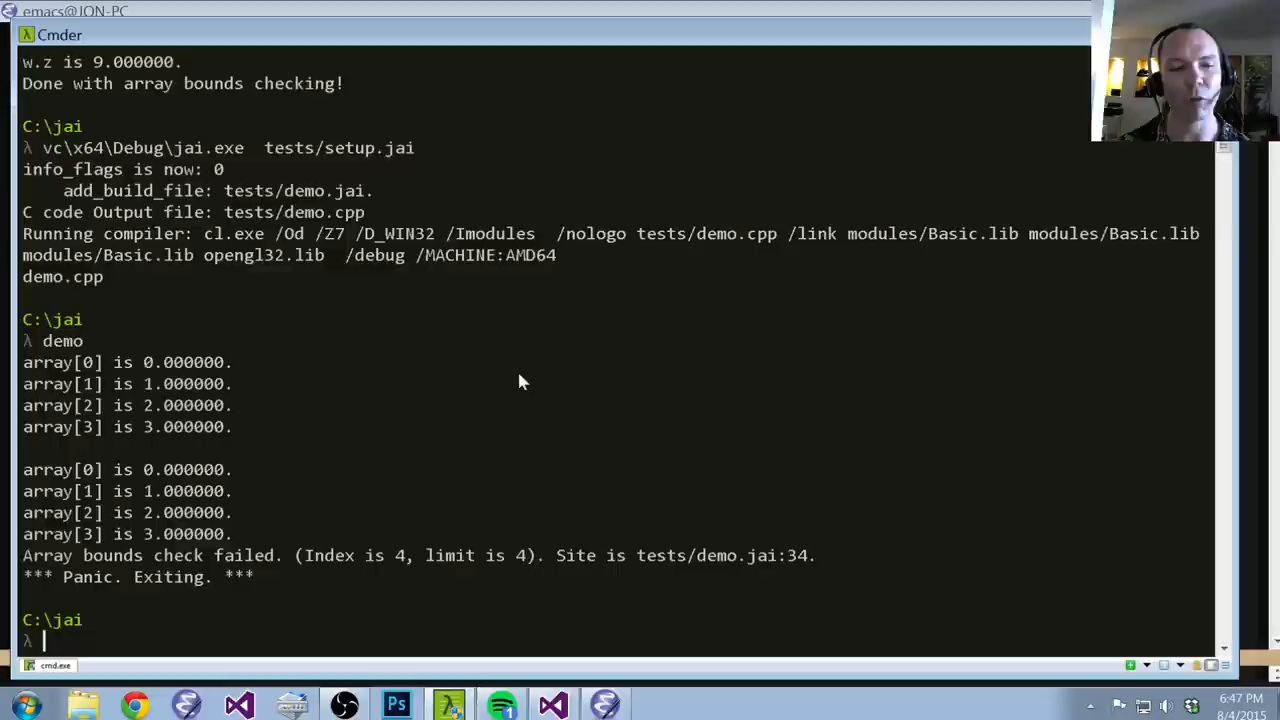 emacs@JON-PC
λ Cmder
w.z is 9.000000.
Done with array bounds checking!
C:\jai
λ vc\x64\Debug\jai.exe  tests/setup.jai
info_flags is now: 0
    add_build_file: tests/demo.jai.
C code Output file: tests/demo.cpp
Running compiler: cl.exe /Od /Z7 /D_WIN32 /Imodules  /nologo tests/demo.cpp /link modules/Basic.lib modules/Basic.lib
modules/Basic.lib opengl32.lib  /debug /MACHINE:AMD64
demo.cpp
C:\jai
λ demo
array[0] is 0.000000.
array[1] is 1.000000.
array[2] is 2.000000.
array[3] is 3.000000.
array[0] is 0.000000.
array[1] is 1.000000.
array[2] is 2.000000.
array[3] is 3.000000.
Array bounds check failed. (Index is 4, limit is 4). Site is tests/demo.jai:34.
*** Panic. Exiting. ***
C:\jai
λ
cmd.exe
Ps
λ
1
6:47 PM
8/4/2015